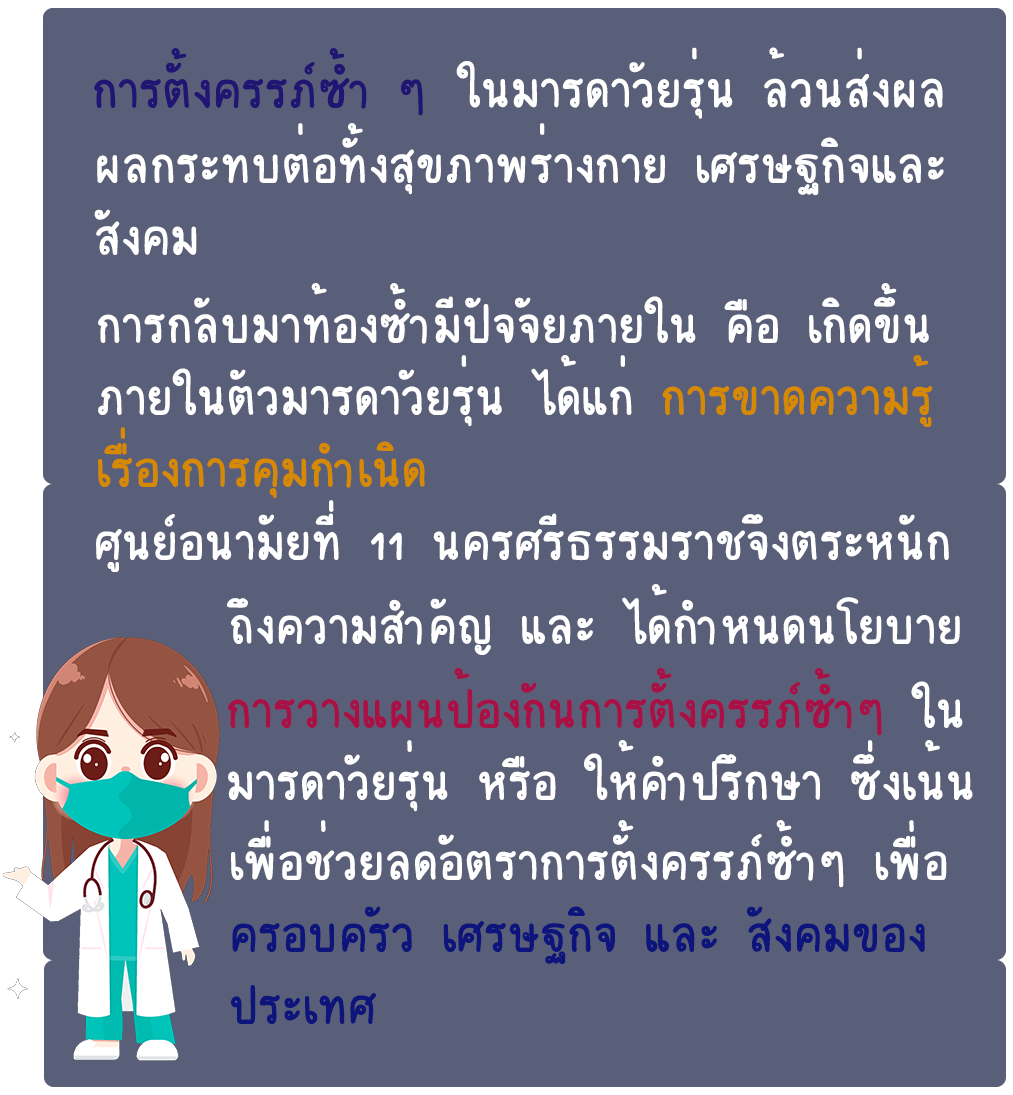 การตั้งครรภ์ซ้ำ ๆ ในมารดาวัยรุ่น ล้วนส่งผล
ผลกระทบต่อทั้งสุขภาพร่างกาย เศรษฐกิจและ
สังคม
การกลับมาท้องซ้ำมีปัจจัยภายใน คือ เกิดขึ้น
ภายในตัวมารดาวัยรุ่น ได้แก่ การขาดความรู้
เรื่องการคุมกำเนิด
ศูนย์อนามัยที่ 11 นครศรีธรรมราชจึงตระหนัก
ถึงความสำคัญ และ ได้กำหนดนโยบาย
การวางแผนป้องกันการตั้งครรภ์ซ้ำๆ ใน
มารดาวัยรุ่น หรือ ให้คำปรึกษา ซึ่งเน้น
เพื่อช่วยลดอัตราการตั้งครรภ์ซ้ำๆ เพื่อ
ครอบครัว เศรษฐกิจ และ สังคมของ
ประเทศ